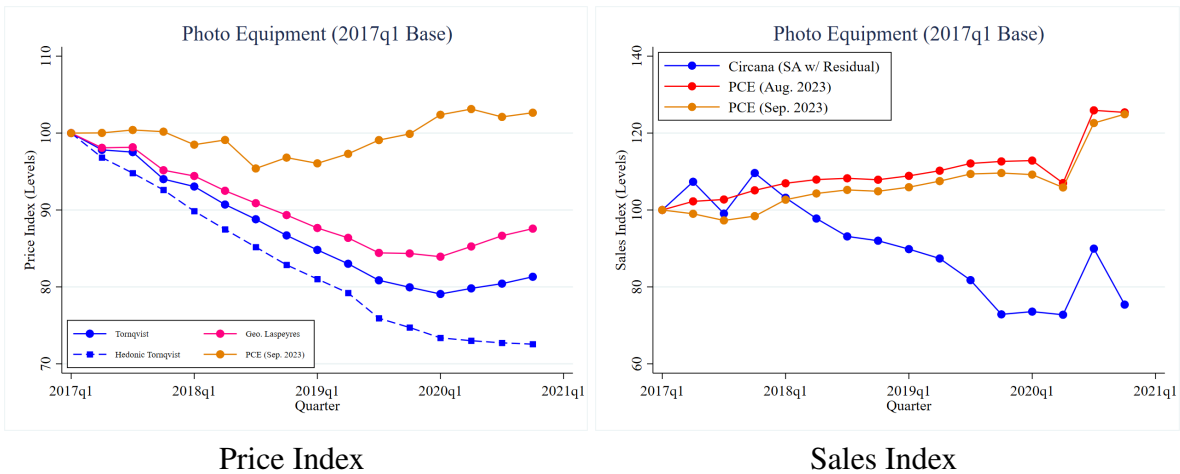 Photo Equipment (2017q1 Base)
Price Index (Levels)
110
100
90
80
70
Tornqvist
Geo. Laspeyres
Hedonic Tornqvist
PCE (Sep. 2023)
2017q1
2018q1
2019q1
2020q1
2021q1
Quarter
Price Index
Photo Equipment (2017q1 Base)
Sales Index (Levels)
140
120
100
80
60
Circana (SA w/ Residual)
PCE (Aug. 2023)
PCE (Sep. 2023)
2017q1
2018q1
2019q1
2020q1
2021q1
Quarter
Sales Index